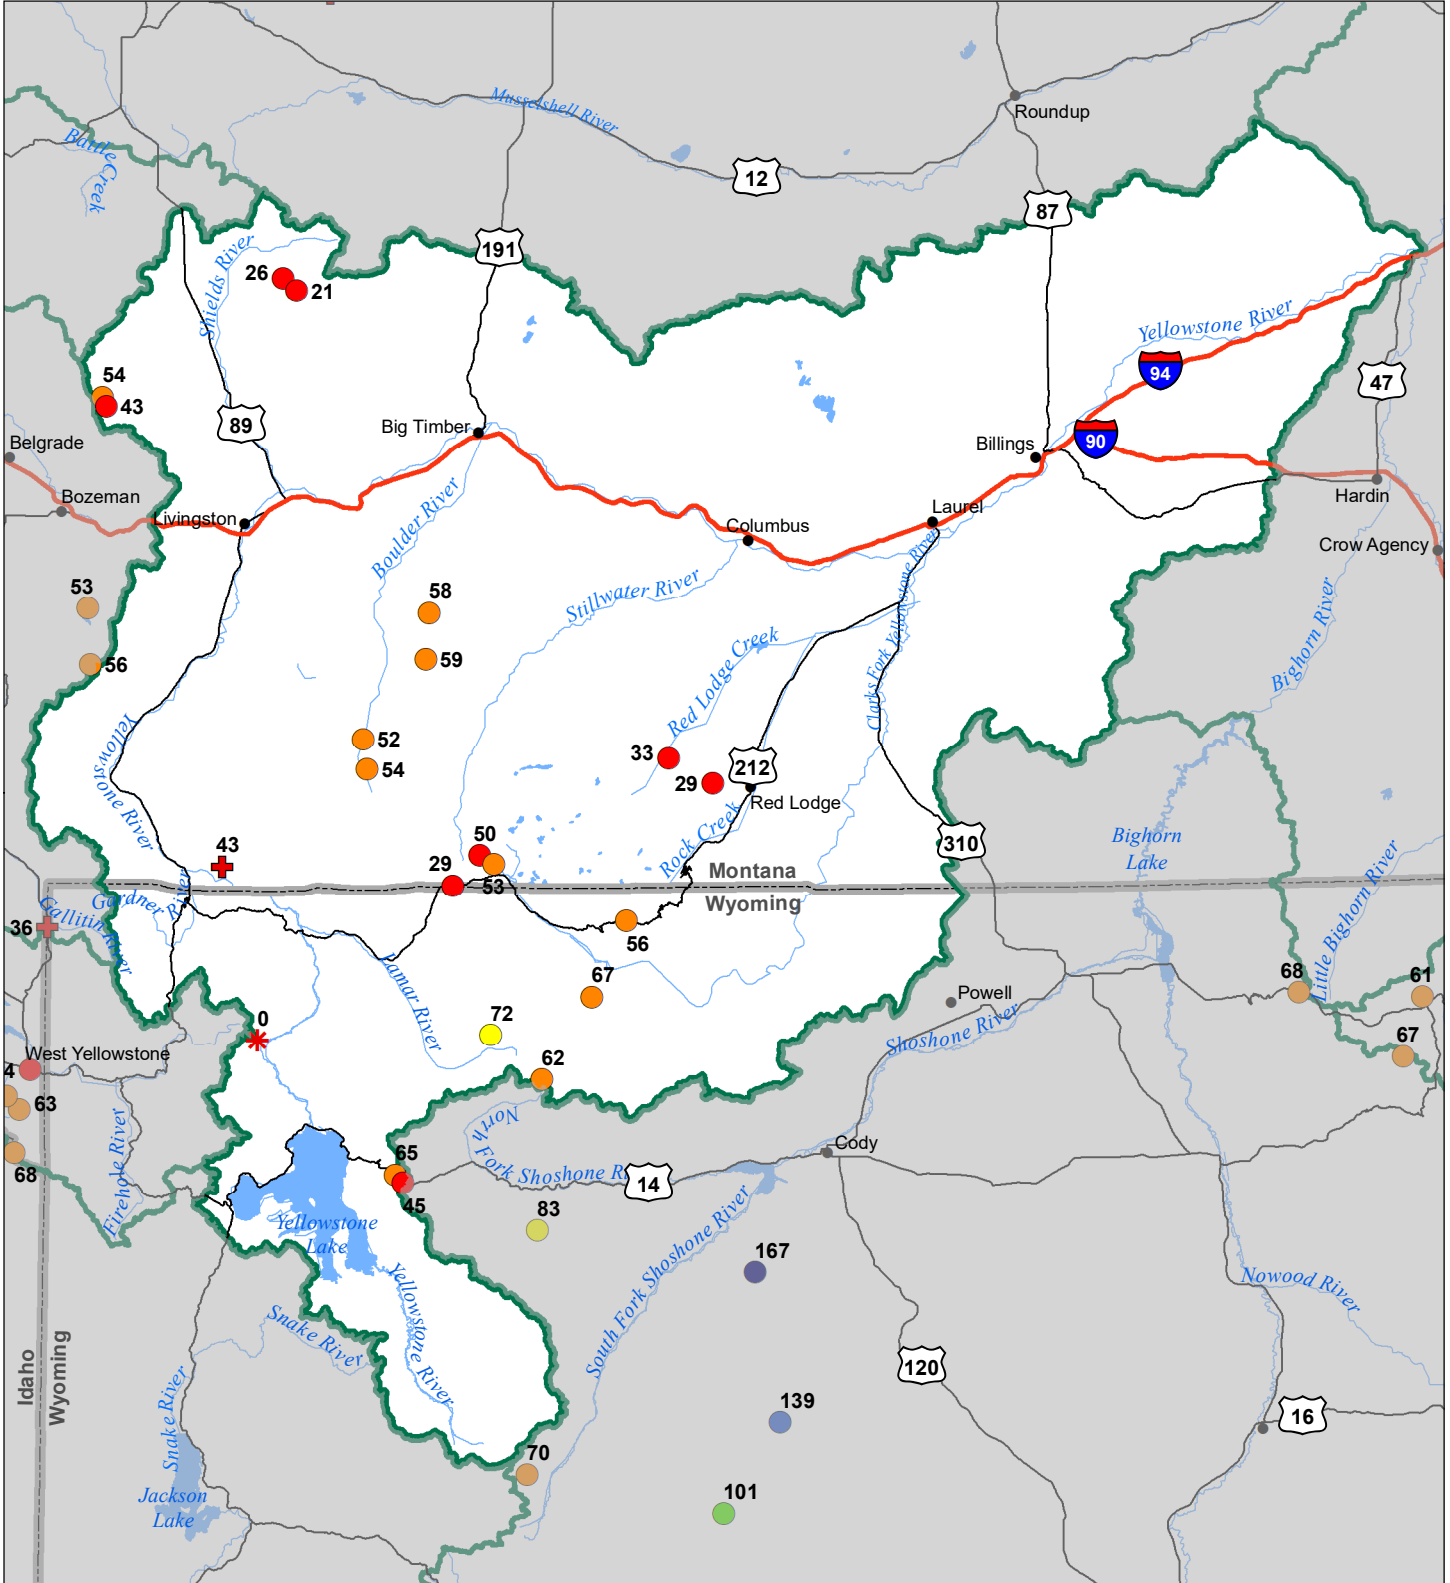 Roundup
Musselshell River
Battle
Creek
12
87
191
Shields River
26
21
Yellowstone River
54
43
94
47
89
Big Timber
90
Belgrade
Billings
Bozeman
Hardin
Livingston
Laurel
Columbus
Crow Agency
Boulder River
Stillwater River
Clarks Fork Yellowstone River
53
58
Bighorn River
56
59
Red Lodge Creek
Yellowstone River
52
54
33
29
212
Red Lodge
Rock Creek
43
50
29
53
310
Bighorn
Lake
Montana
Wyoming
Little Bighorn River
Gardner River
Gallitin River
36
56
Lamar River
67
68
61
Powell
72
0
Shoshone River
67
West Yellowstone
4
63
62
68
Firehole River
North
Fork Shoshone Ri
Cody
65
45
14
83
Yellowstone
Lake
South Fork Shoshone River
167
Nowood River
Yellowstone River
Snake River
Idaho
Wyoming
Snake River
120
139
16
70
101
Jackson
Lake